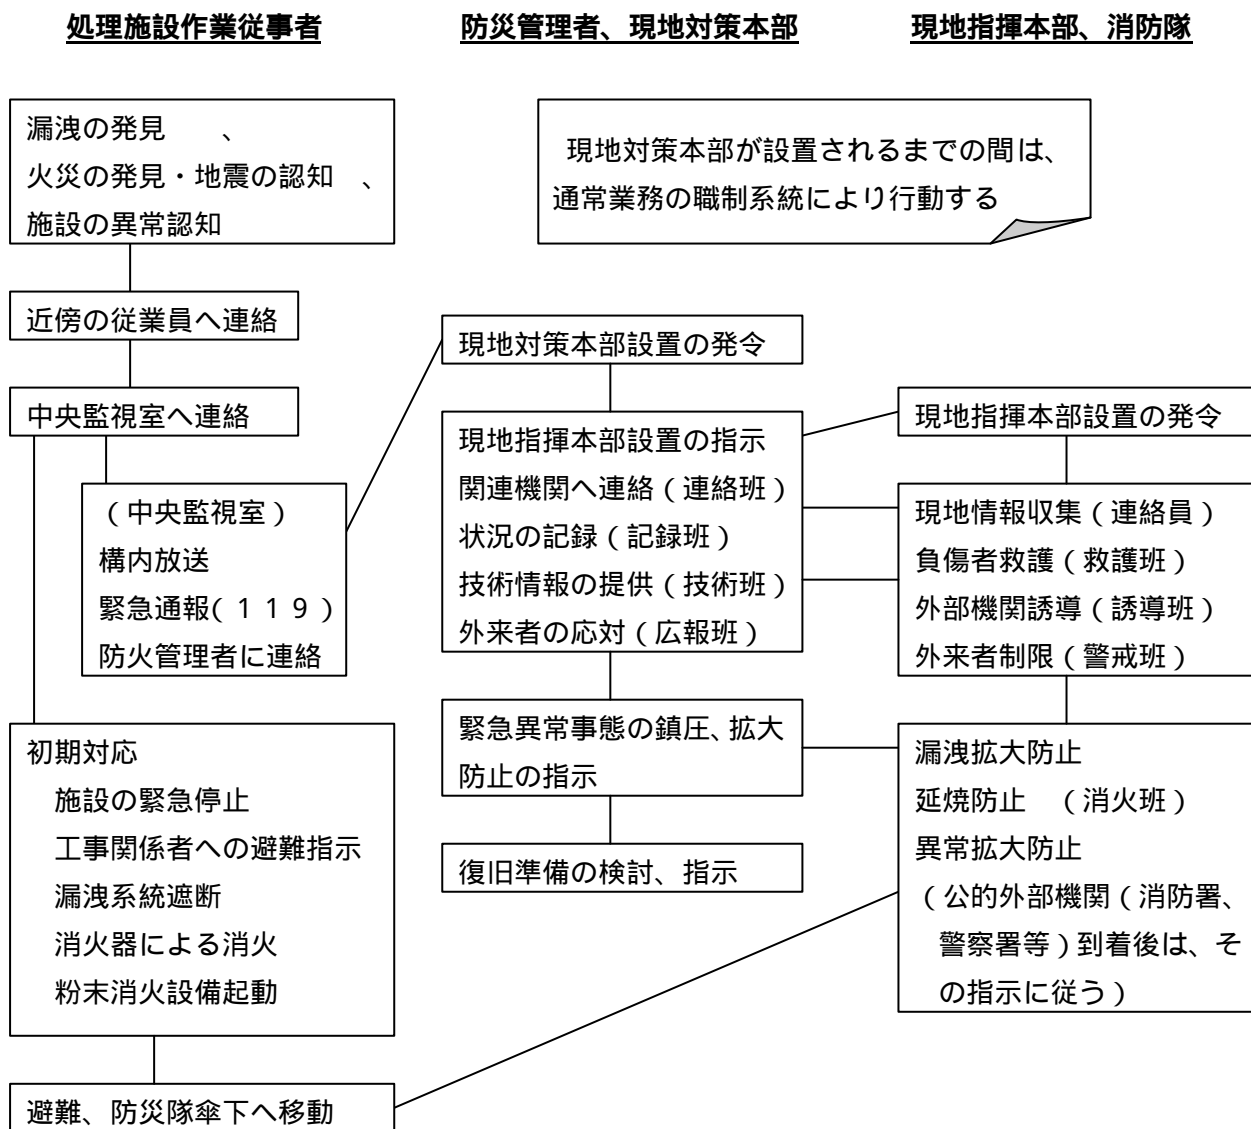 処理施設作業従事者
防災管理者、現地対策本部
現地指揮本部、消防隊
漏洩の発見　　、
火災の発見・地震の認知　、
施設の異常認知
現地対策本部が設置されるまでの間は、
通常業務の職制系統により行動する
近傍の従業員へ連絡
中央監視室へ連絡
（中央監視室）
構内放送
緊急通報(１１９)
防火管理者に連絡
初期対応
施設の緊急停止
工事関係者への避難指示
漏洩系統遮断
消火器による消火
粉末消火設備起動
避難、防災隊傘下へ移動
現地対策本部設置の発令
現地指揮本部設置の指示
関連機関へ連絡（連絡班）
状況の記録（記録班）
技術情報の提供（技術班）
外来者の応対（広報班）
緊急異常事態の鎮圧、拡大
防止の指示
復旧準備の検討、指示
現地指揮本部設置の発令
現地情報収集（連絡員）
負傷者救護（救護班）
外部機関誘導（誘導班）
外来者制限（警戒班）
漏洩拡大防止
延焼防止　（消火班）
異常拡大防止
（公的外部機関（消防署、
警察署等）到着後は、そ
の指示に従う）